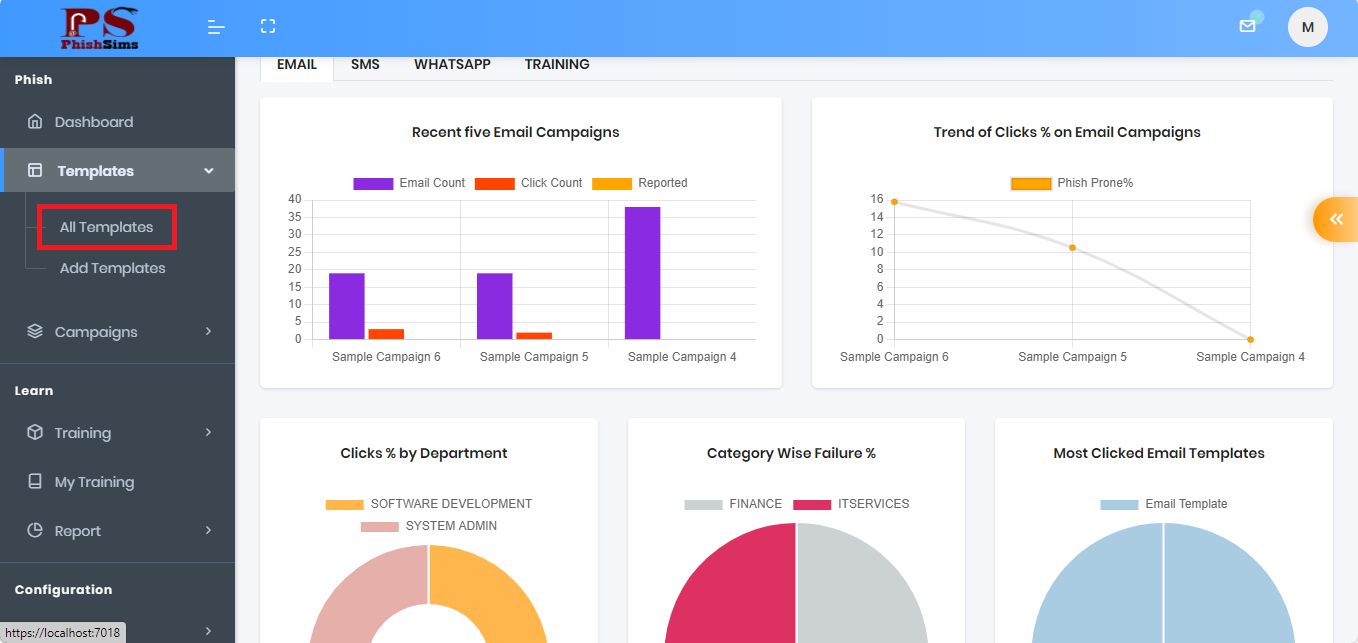 PS
PhishSims
M
Phish
Dashboard
Templates
All Templates
Add Templates
Campaigns
Learn
Training
My Training
Report
Configuration
https://localhost:7018
EMAIL SMS WHATSAPP TRAINING
Recent five Email Campaigns
Email Count Click Count Reported
40
35
30
25
20
15
10
5
0
Sample Campaign 6 Sample Campaign 5 Sample Campaign 4
Trend of Clicks % on Email Campaigns
Phish Prone%
16
14
12
10
8
6
4
2
0
Sample Campaign 6 Sample Campaign 5 Sample Campaign 4
Clicks % by Department
SOFTWARE DEVELOPMENT
SYSTEM ADMIN
Category Wise Failure %
FINANCE ITSERVICES
Most Clicked Email Templates
Email Template